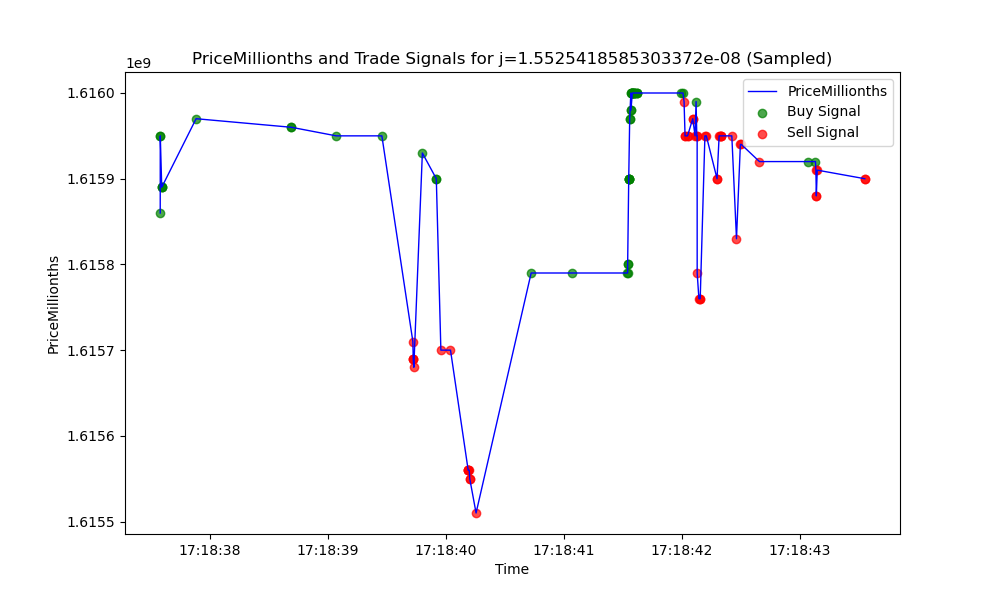 PriceMillionths and Trade Signals for j=1.5525418585303372e-08 (Sampled)
1e9
PriceMillionths
Buy Signal
Sell Signal
1.6160
1.6159
1.6158
1.6157
1.6156
1.6155
PriceMillionths
17:18:38 17:18:39 17:18:40 17:18:41 17:18:42 17:18:43
Time